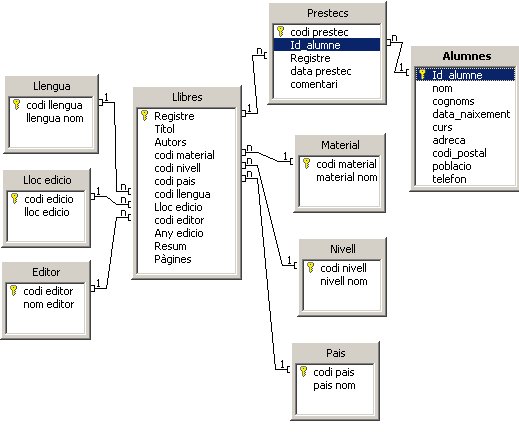 Prestecs
codi prestec
Id_alumne
Registre
data prestec
comentari
n
n
1
Alumnes
Id_alumne
nom
cognoms
data_naixement
curs
adreca
codi_postal
poblacio
telefon
Llengua
codi llengua
llengua nom
1
Llibres
Registre
Títol
Autors
codi material
codi nivell
codi pais
codi llengua
Lloc edicio
codi editor
Any edicio
Resum
Pàgines
1
n
n
n
n
n
n
Material
codi material
material nom
1
Lloc edicio
codi edicio
lloc edicio
1
Nivell
codi nivell
nivell nom
1
Editor
codi editor
nom editor
1
Pais
codi pais
pais nom
1